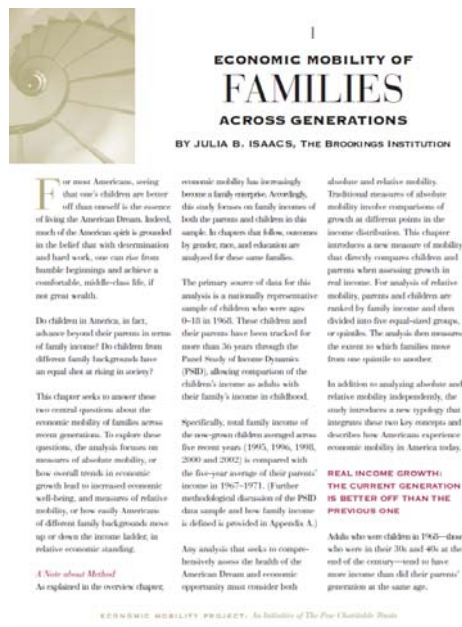 I
ECONOMIC MOBILITY OF
FAMILIES
ACROSS GENERATIONS
BY JULIA B. ISAACS, THE BROOKINGS INSTITUTION
For most Americans, seeing
that one's children are better
off than oneself is the essence
of living the American Dream. Indeed,
much of the American spirit is grounded
in the belief that with determination
and hard work, one can rise from
humble beginnings and achieve a
comfortable, middle-class life, if
not great wealth.
Do children in America, in fact,
advance beyond their parents in terms
of family income? Do children from
different family backgrounds have
an equal shot at rising in society?
This chapter seeks to answer these
two central questions about the
economic mobility of families across
recent generations. To explore these
questions, the analysis focuses on
measures of absolute mobility, or
how overall trends in economic
growth lead to increased economic
well-being, and measures of relative
mobility, or how easily Americans
of different family backgrounds move
up or down the income ladder, in
relative economic standing.
A Note about Method
As explained in the overview chapter,
economic mobility has increasingly
become a family enterprise. Accordingly,
this study focuses on family incomes of
both the parents and children in this
sample. In chapters that follow, outcomes
by gender, race, and education are
analyzed for these same families.
The primary source of data for this
analysis is a nationally representative
sample of children who were ages
0–18 in 1968. These children and
their parents have been tracked for
more than 36 years through the
Panel Study of Income Dynamics
(PSID), allowing comparison of the
children's income as adults with
their family's income in childhood.
Specifically, total family income of
the now-grown children averaged across
five recent years (1995, 1996, 1998,
2000 and 2002) is compared with
the five-year average of their parents'
income in 1967–1971. (Further
methodological discussion of the PSID
data sample and how family income
is defined is provided in Appendix A.)
Any analysis that seeks to compre-
hensively assess the health of the
American Dream and economic
opportunity must consider both
absolute and relative mobility.
Traditional measures of absolute
mobility involve comparisons of
growth at different points in the
income distribution. This chapter
introduces a new measure of mobility
that directly compares children and
parents when assessing growth in
real income. For analysis of relative
mobility, parents and children are
ranked by family income and then
divided into five equal-sized groups,
or quintiles. The analysis then measures
the extent to which families move
from one quintile to another.
In addition to analyzing absolute and
relative mobility independently, the
study introduces a new typology that
integrates these two key concepts and
describes how Americans experience
economic mobility in America today.
REAL INCOME GROWTH:
THE CURRENT GENERATION
IS BETTER OFF THAN THE
PREVIOUS ONE
Adults who were children in 1968—those
who were in their 30s and 40s at the
end of the century—tend to have
more income than did their parents'
generation at the same age.
ECONOMIC MOBILITY PROJECT: An Initiative of The Pew Charitable Trusts